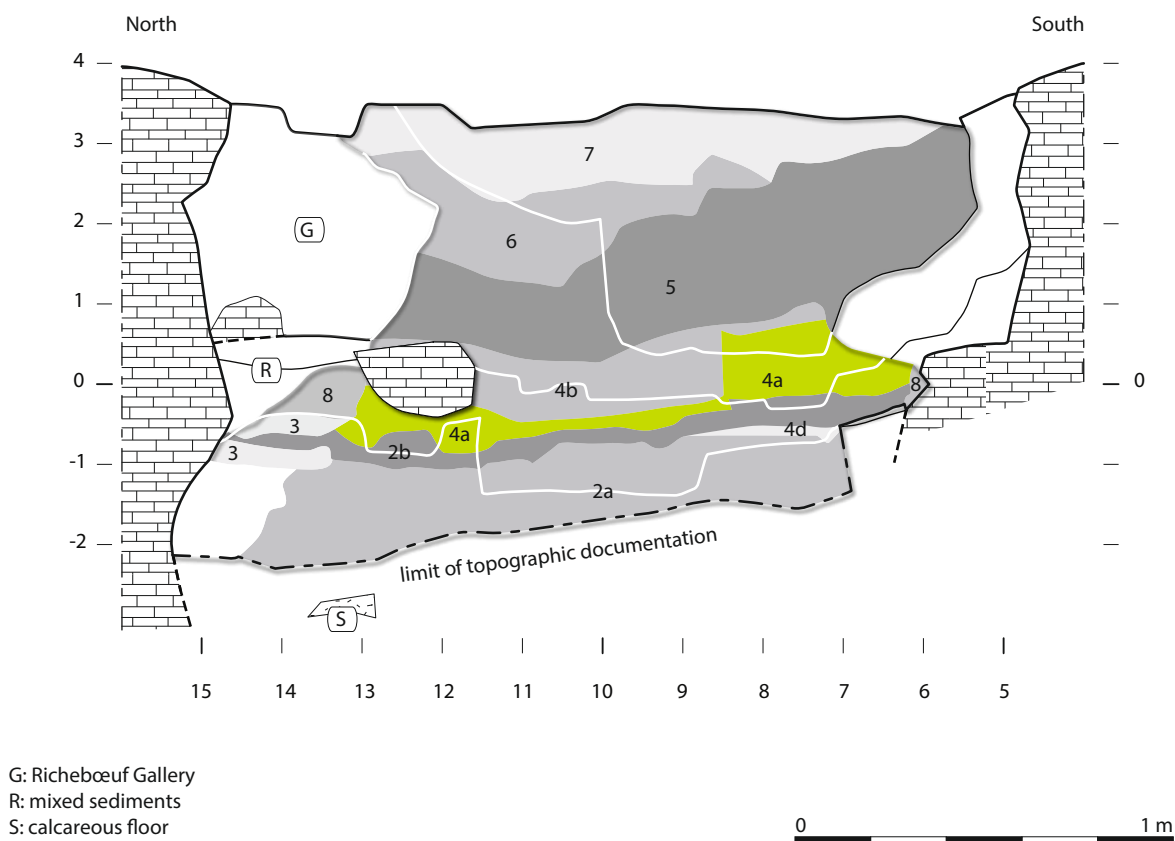 North
South
4
3
7
2
G
6
5
1
R
0
4a
0
4b
8
8
3
4a
4d
3
2b
-1
2a
-2
limit of topographic documentation
S
15 14 13 12 11 10 9 8 7 6 5
G: Richebœuf Gallery
R: mixed sediments
S: calcareous floor
0 1 m